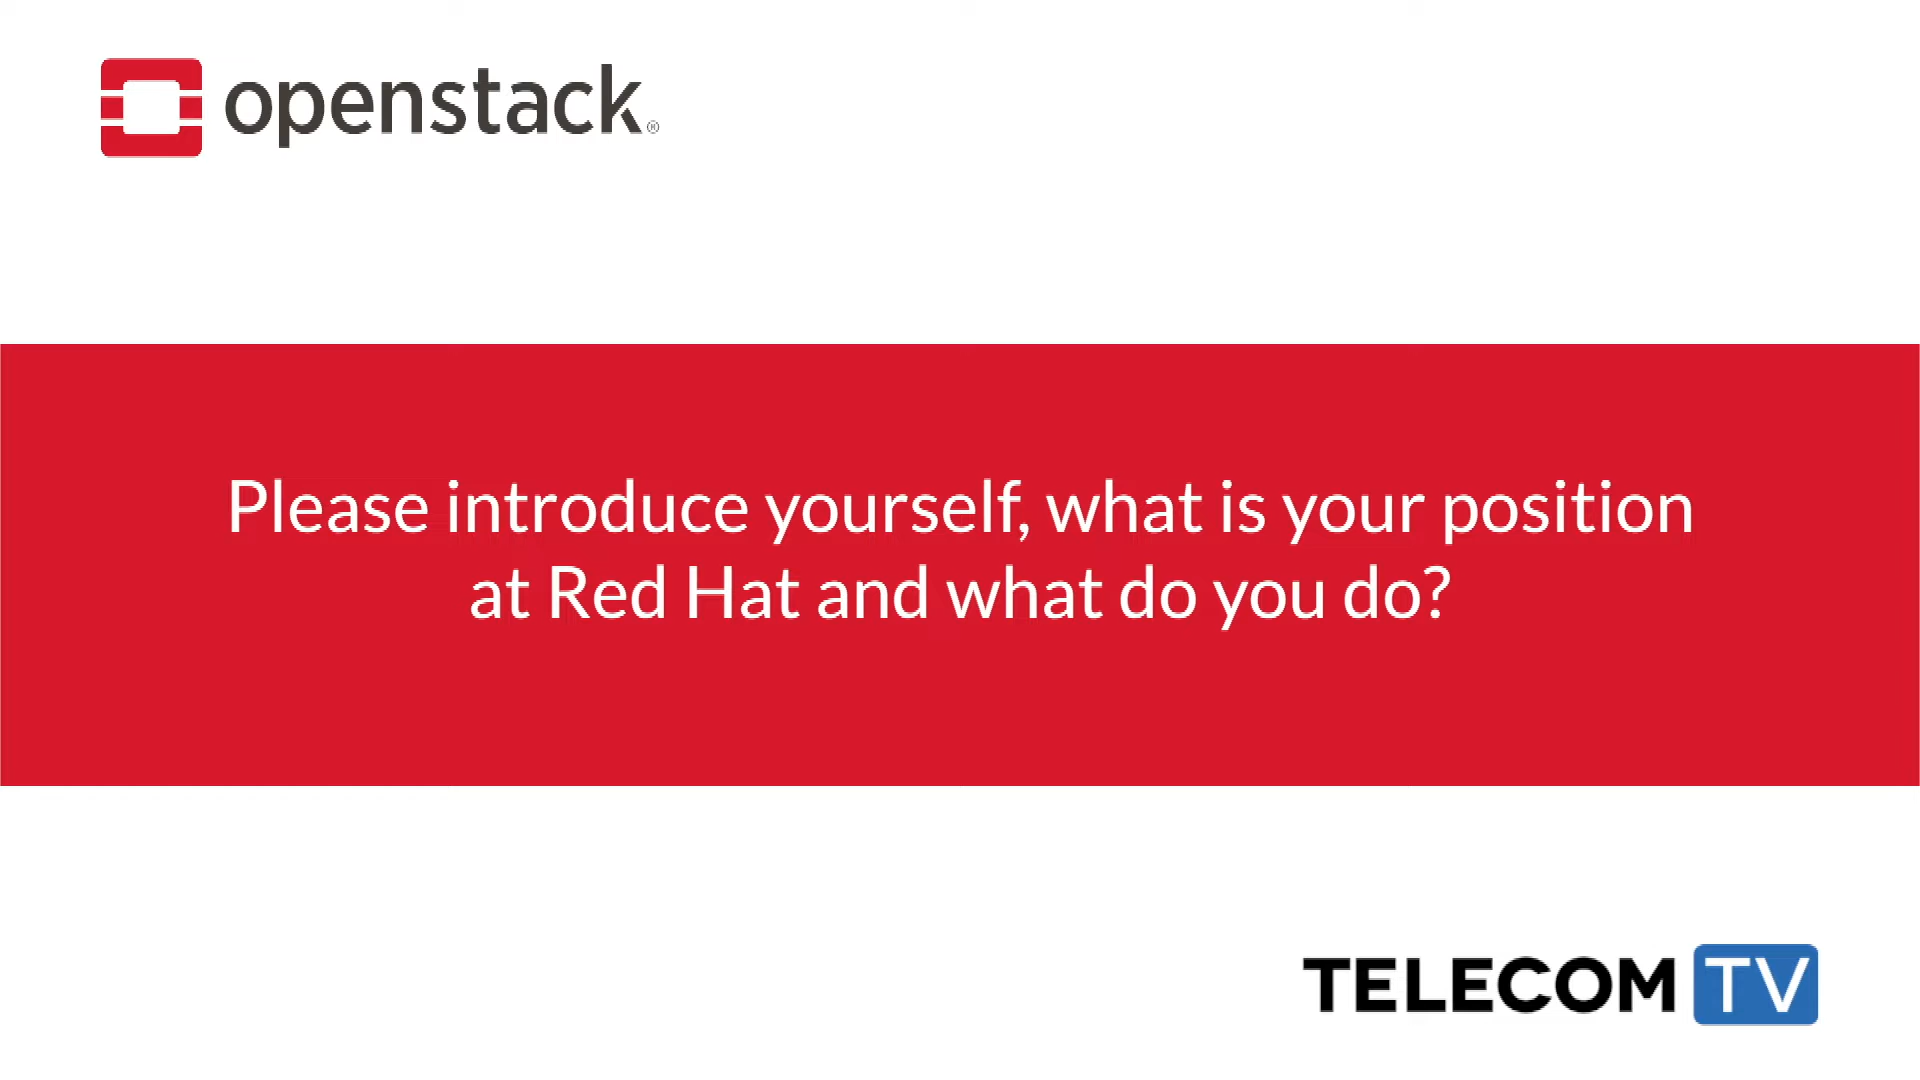 openstack®
Please introduce yourself, what is your position
at Red Hat and what do you do?
TELECOM TV